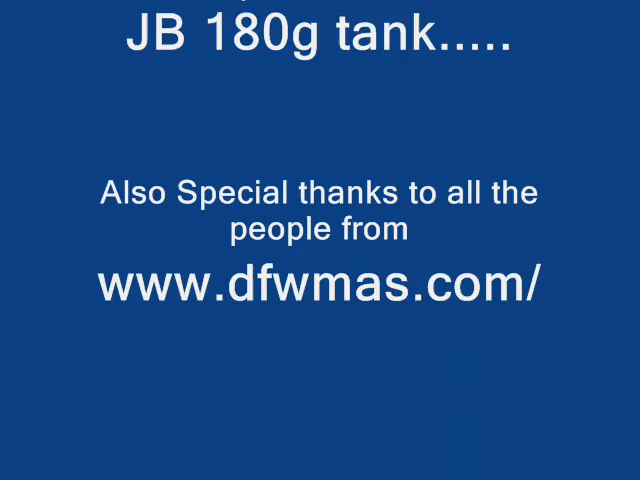 JB 180g tank.....
Also Special thanks to all the
people from
www.dfwmas.com/